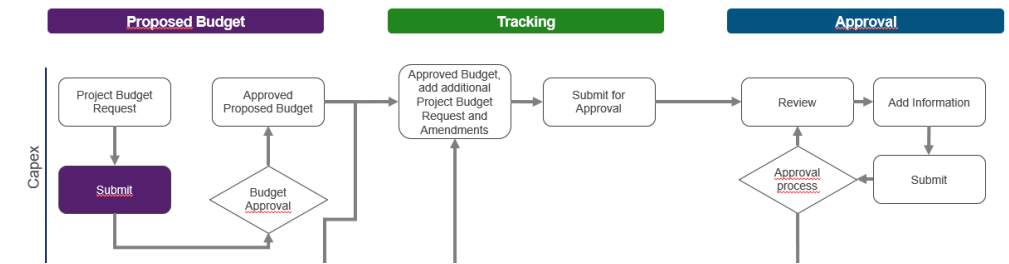 Proposed Budget
Tracking
Approval
Capex
Project Budget
Request
Submit
Approved
Proposed Budget
Budget
Approval
Approved Budget,
add additional
Project Budget
Request and
Amendments
Submit for
Approval
Review
Add Information
Submit
Approval
process